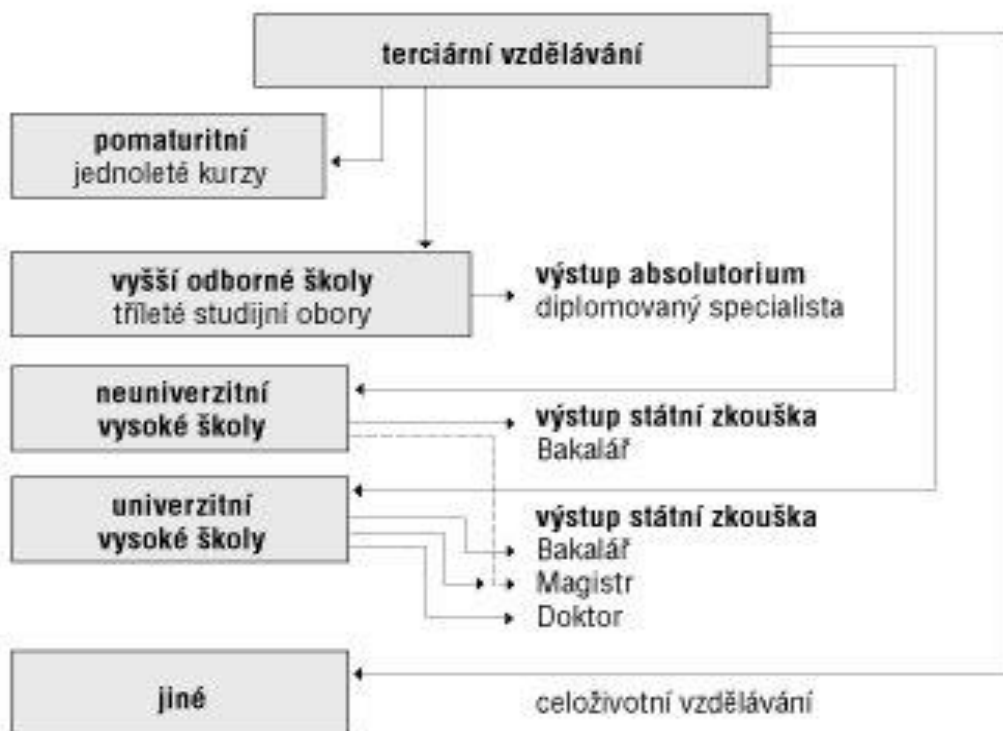 terciární vzdělávání
pomaturitní
jednoleté kurzy
vyšší odborné školy
tříleté studijní obory
výstup absolutorium
diplomovaný specialista
neuniverzitní
vysoké školy
výstup státní zkouška
Bakalář
univerzitní
vysoké školy
výstup státní zkouška
Bakalář
Magistr
Doktor
jiné
celoživotní vzdělávání